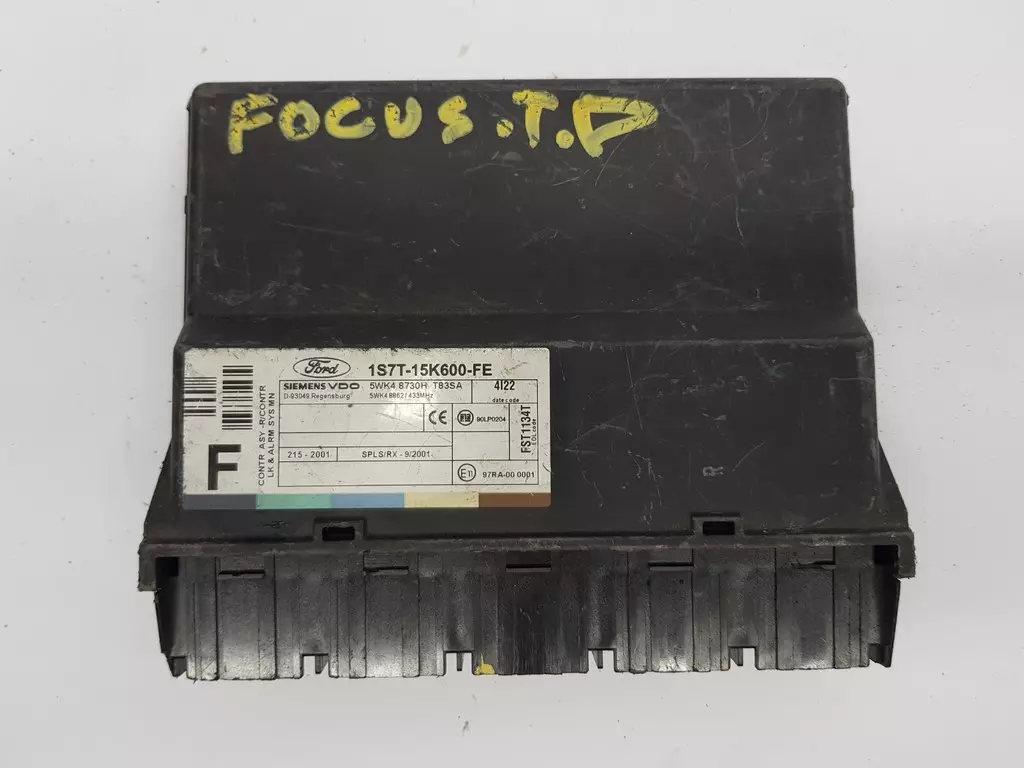 FOCUS.T.D
Ford
1S7T-15K600-FE
SIEMENS VDO 5WK4 8730H T83SA
D-93049 Regensburg 5WK4 8862 / 433MHz
4I22
date code
CE
90LP0204
FST1134T
EOL code
215 - 2001 SPLS/RX - 9/2001
E11 97RA-00 0001
F
CONTR ASY -R/CONTR
LK & ALRM SYS MN
R